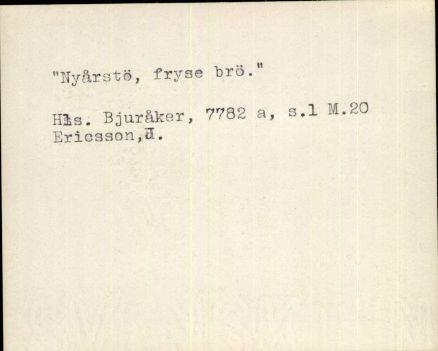 "Nyårstö, fryse brö."
Hls. Bjuråker, 7782 a, s.1 M.20
Ericsson,J.